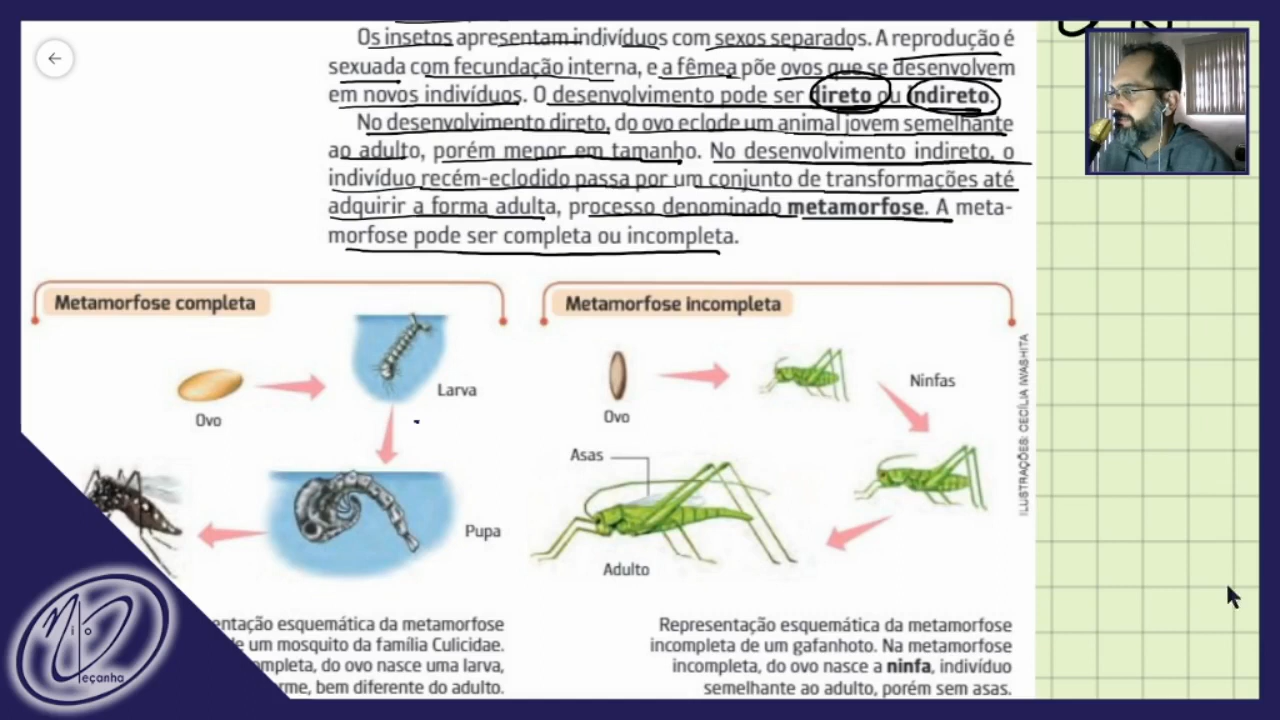 Os insetos apresentam indivíduos com sexos separados. A reprodução é
sexuada com fecundação interna, e a fêmea põe ovos que se desenvolvem
em novos indivíduos. O desenvolvimento pode ser direto ou indireto.
No desenvolvimento direto, do ovo eclode um animal jovem semelhante
ao adulto, porém menor em tamanho. No desenvolvimento indireto, o
indivíduo recém-eclodido passa por um conjunto de transformações até
adquirir a forma adulta, processo denominado metamorfose. A meta-
morfose pode ser completa ou incompleta.
Metamorfose completa
Ovo
Larva
Pupa
entação esquemática da metamorfose
e um mosquito da família Culicidae.
mpleta, do ovo nasce uma larva,
rme, bem diferente do adulto.
Metamorfose incompleta
Ovo
Ninfas
Asas
Adulto
ILUSTRAÇÕES: CECÍLIA IWASHITA
Representação esquemática da metamorfose
incompleta de um gafanhoto. Na metamorfose
incompleta, do ovo nasce a ninfa, indivíduo
semelhante ao adulto, porém sem asas.
eçanha